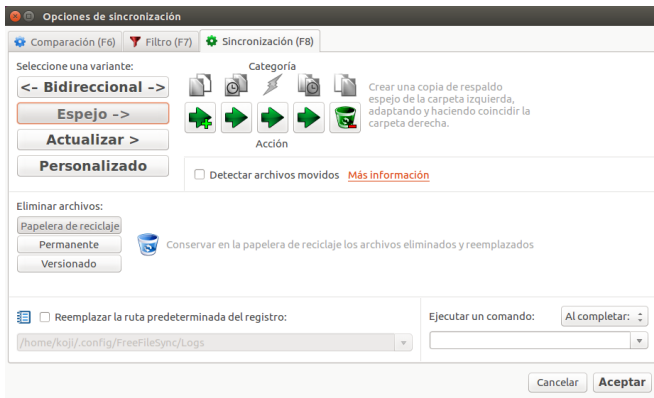 Opciones de sincronización
Comparación (F6)
Filtro (F7)
Sincronización (F8)
Seleccione una variante:
Categoría
<- Bidireccional ->
Espejo ->
Actualizar >
Personalizado
Crear una copia de respaldo
espejo de la carpeta izquierda,
adaptando y haciendo coincidir la
carpeta derecha.
Acción
Detectar archivos movidos Más información
Eliminar archivos:
Papelera de reciclaje
Permanente
Versionado
Conservar en la papelera de reciclaje los archivos eliminados y reemplazados
Reemplazar la ruta predeterminada del registro:
/home/koji/.config/FreeFileSync/Logs
Ejecutar un comando:
Al completar:
Cancelar
Aceptar